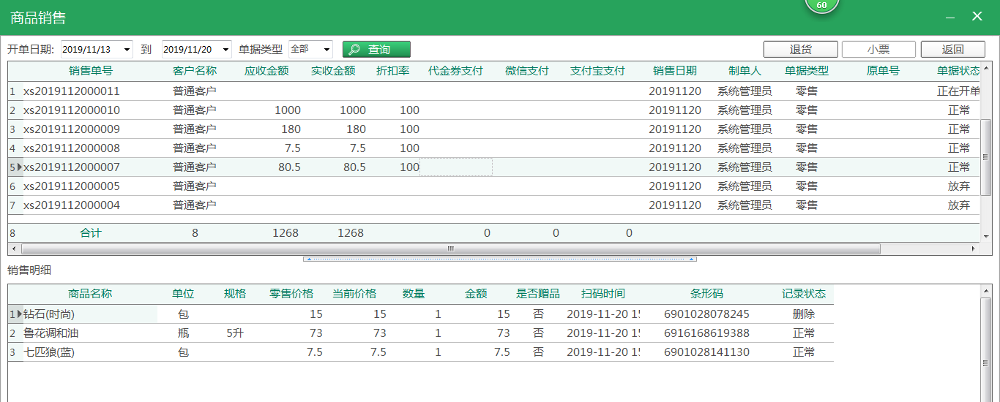 60
商品销售
开单日期: 2019/11/13 到 2019/11/20 单据类型 全部 查询 退货 小票 返回
销售单号 客户名称 应收金额 实收金额 折扣率 代金券支付 微信支付 支付宝支付 销售日期 制单人 单据类型 原单号 单据状态
1 xs2019112000011 普通客户 20191120 系统管理员 零售 正在开单
2 xs2019112000010 普通客户 1000 1000 100 20191120 系统管理员 零售 正常
3 xs2019112000009 普通客户 180 180 100 20191120 系统管理员 零售 正常
4 xs2019112000008 普通客户 7.5 7.5 100 20191120 系统管理员 零售 正常
5 xs2019112000007 普通客户 80.5 80.5 100 20191120 系统管理员 零售 正常
6 xs2019112000005 普通客户 20191120 系统管理员 零售 放弃
7 xs2019112000004 普通客户 20191120 系统管理员 零售 放弃
8 合计 8 1268 1268 0 0 0
销售明细
商品名称 单位 规格 零售价格 当前价格 数量 金额 是否赠品 扫码时间 条形码 记录状态
1 钻石(时尚) 包 15 15 1 15 否 2019-11-20 15 6901028078245 删除
2 鲁花调和油 瓶 5升 73 73 1 73 否 2019-11-20 15 6916168619388 正常
3 七匹狼(蓝) 包 7.5 7.5 1 7.5 否 2019-11-20 15 6901028141130 正常